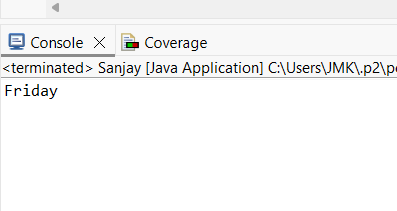 Console Coverage
<terminated> Sanjay [Java Application] C:\Users\JMK\.p2\p
Friday